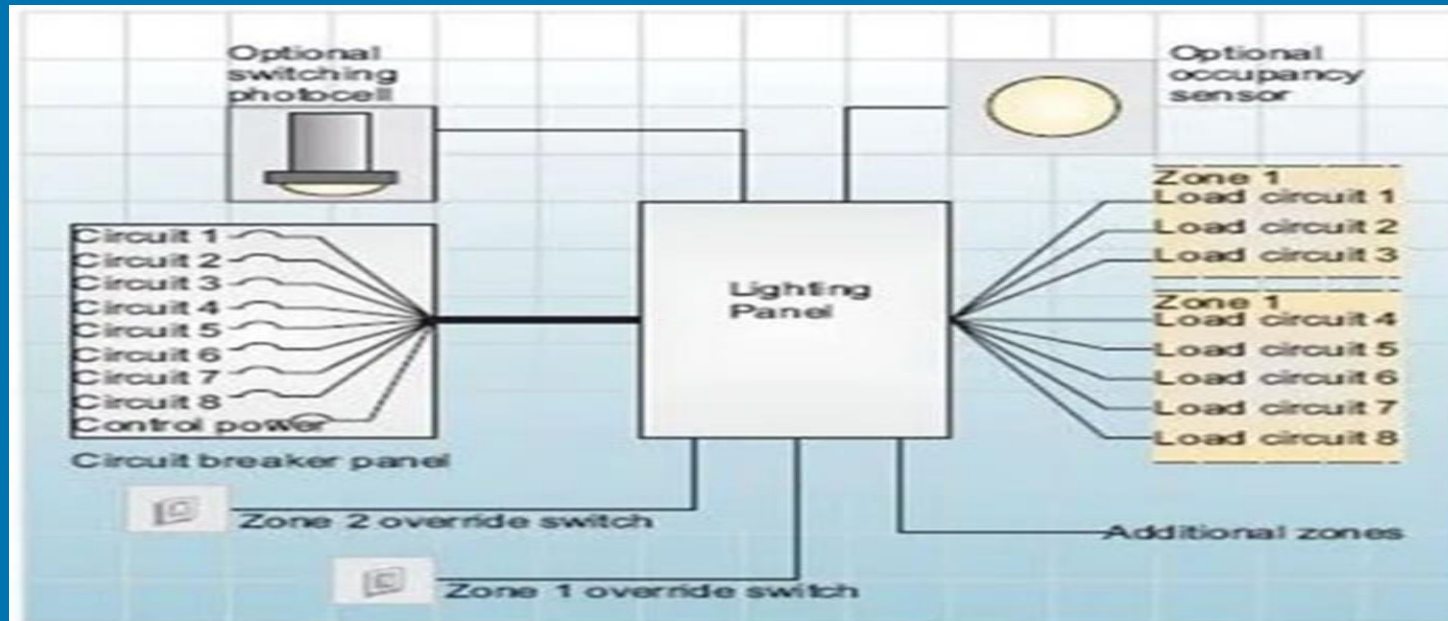 Optional
switching
photocell
Optional
occupancy
sensor
Circuit 1
Circuit 2
Circuit 3
Circuit 4
Circuit 5
Circuit 6
Circuit 7
Circuit 8
Control power
Circuit breaker panel
Lighting
Panel
Zone 1
Load circuit 1
Load circuit 2
Load circuit 3
Zone 1
Load circuit 4
Load circuit 5
Load circuit 6
Load circuit 7
Load circuit 8
Zone 2 override switch
Additional zones
Zone 1 override switch